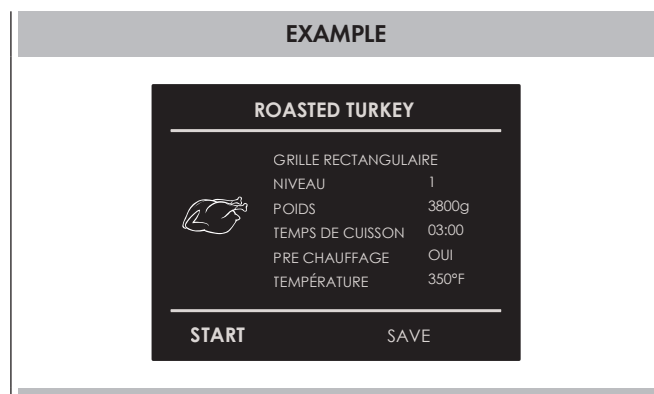 EXAMPLE
ROASTED TURKEY
GRILLE RECTANGULAIRE
NIVEAU 1
POIDS 3800g
TEMPS DE CUISSON 03:00
PRE CHAUFFAGE OUI
TEMPÉRATURE 350°F
START SAVE